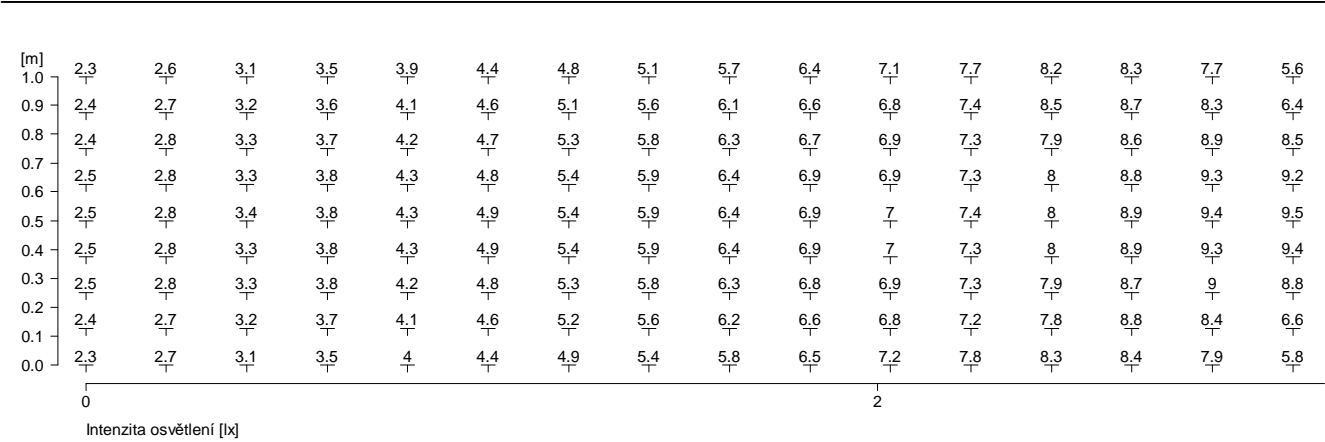 [m]
1.0 2.3 2.6 3.1 3.5 3.9 4.4 4.8 5.1 5.7 6.4 7.1 7.7 8.2 8.3 7.7 5.6
0.9 2.4 2.7 3.2 3.6 4.1 4.6 5.1 5.6 6.1 6.6 6.8 7.4 8.5 8.7 8.3 6.4
0.8 2.4 2.8 3.3 3.7 4.2 4.7 5.3 5.8 6.3 6.7 6.9 7.3 7.9 8.6 8.9 8.5
0.7
0.6 2.5 2.8 3.3 3.8 4.3 4.8 5.4 5.9 6.4 6.9 6.9 7.3 8 8.8 9.3 9.2
0.5 2.5 2.8 3.4 3.8 4.3 4.9 5.4 5.9 6.4 6.9 7 7.4 8 8.9 9.4 9.5
0.4 2.5 2.8 3.3 3.8 4.3 4.9 5.4 5.9 6.4 6.9 7 7.3 8 8.9 9.3 9.4
0.3 2.5 2.8 3.3 3.8 4.2 4.8 5.3 5.8 6.3 6.8 6.9 7.3 7.9 8.7 9 8.8
0.2
0.1 2.4 2.7 3.2 3.7 4.1 4.6 5.2 5.6 6.2 6.6 6.8 7.2 7.8 8.8 8.4 6.6
0.0 2.3 2.7 3.1 3.5 4 4.4 4.9 5.4 5.8 6.5 7.2 7.8 8.3 8.4 7.9 5.8
0 2
Intenzita osvětlení [lx]